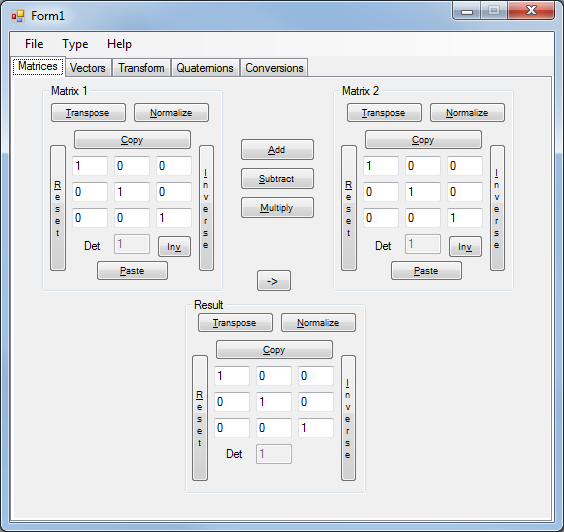 Form1
File Type Help
Matrices Vectors Transform Quaternions Conversions
Matrix 1
Transpose Normalize
Copy
Reset
1 0 0
0 1 0
0 0 1
Inverse
Det 1 Inv
Paste
Add
Subtract
Multiply
->
Matrix 2
Transpose Normalize
Copy
Reset
1 0 0
0 1 0
0 0 1
Inverse
Det 1 Inv
Paste
Result
Transpose Normalize
Copy
Reset
1 0 0
0 1 0
0 0 1
Inverse
Det 1